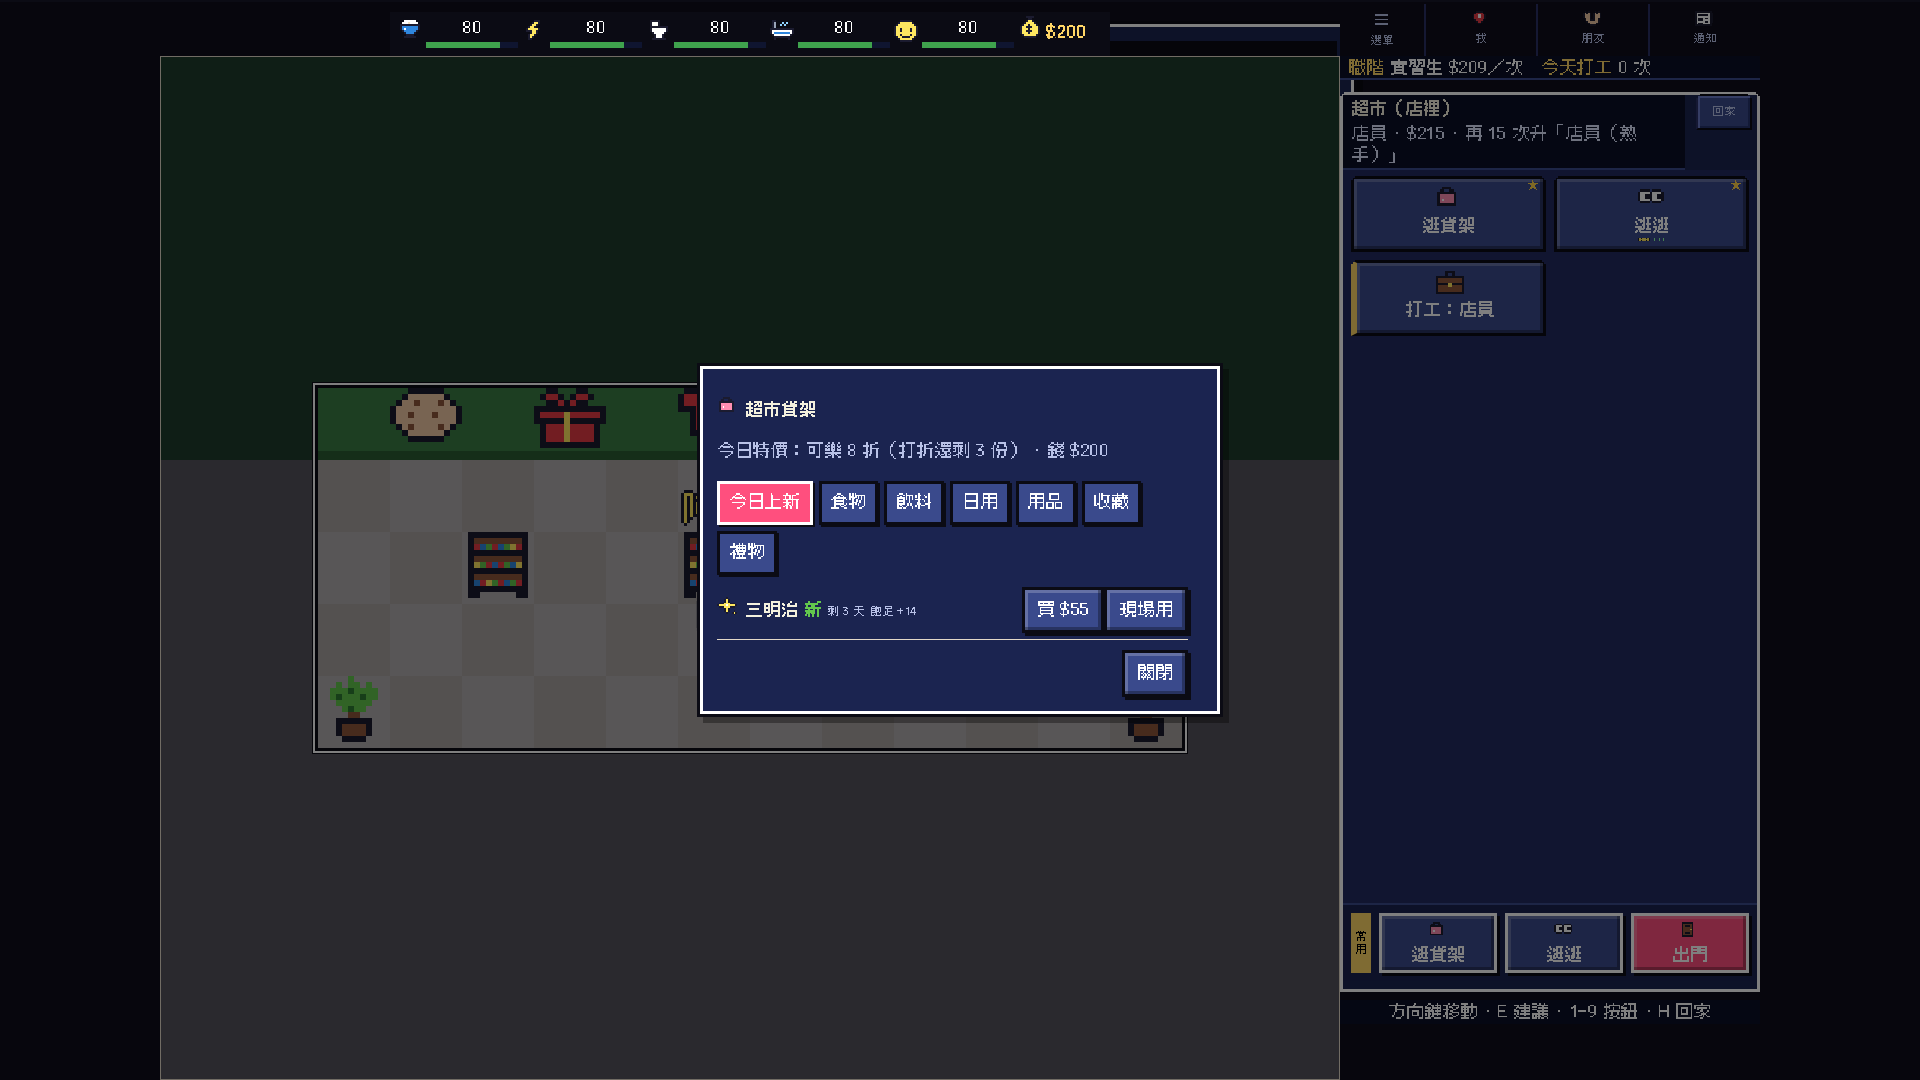 80 80 80 80 80 $200
選單 我 朋友 通知
職階 實習生 $209／次 今天打工 0 次
超市（店裡）
回家
店員 · $215 · 再 15 次升「店員（熟
手）」
逛貨架 逛逛
打工：店員
超市貨架
今日特價：可樂 8 折（打折還剩 3 份） · 錢 $200
今日上新 食物 飲料 日用 用品 收藏
禮物
三明治 新 剩 3 天 飽足+14 買 $55 現場用
關閉
常用 逛貨架 逛逛 出門
方向鍵移動 · E 建議 · 1-9 按鈕 · H 回家